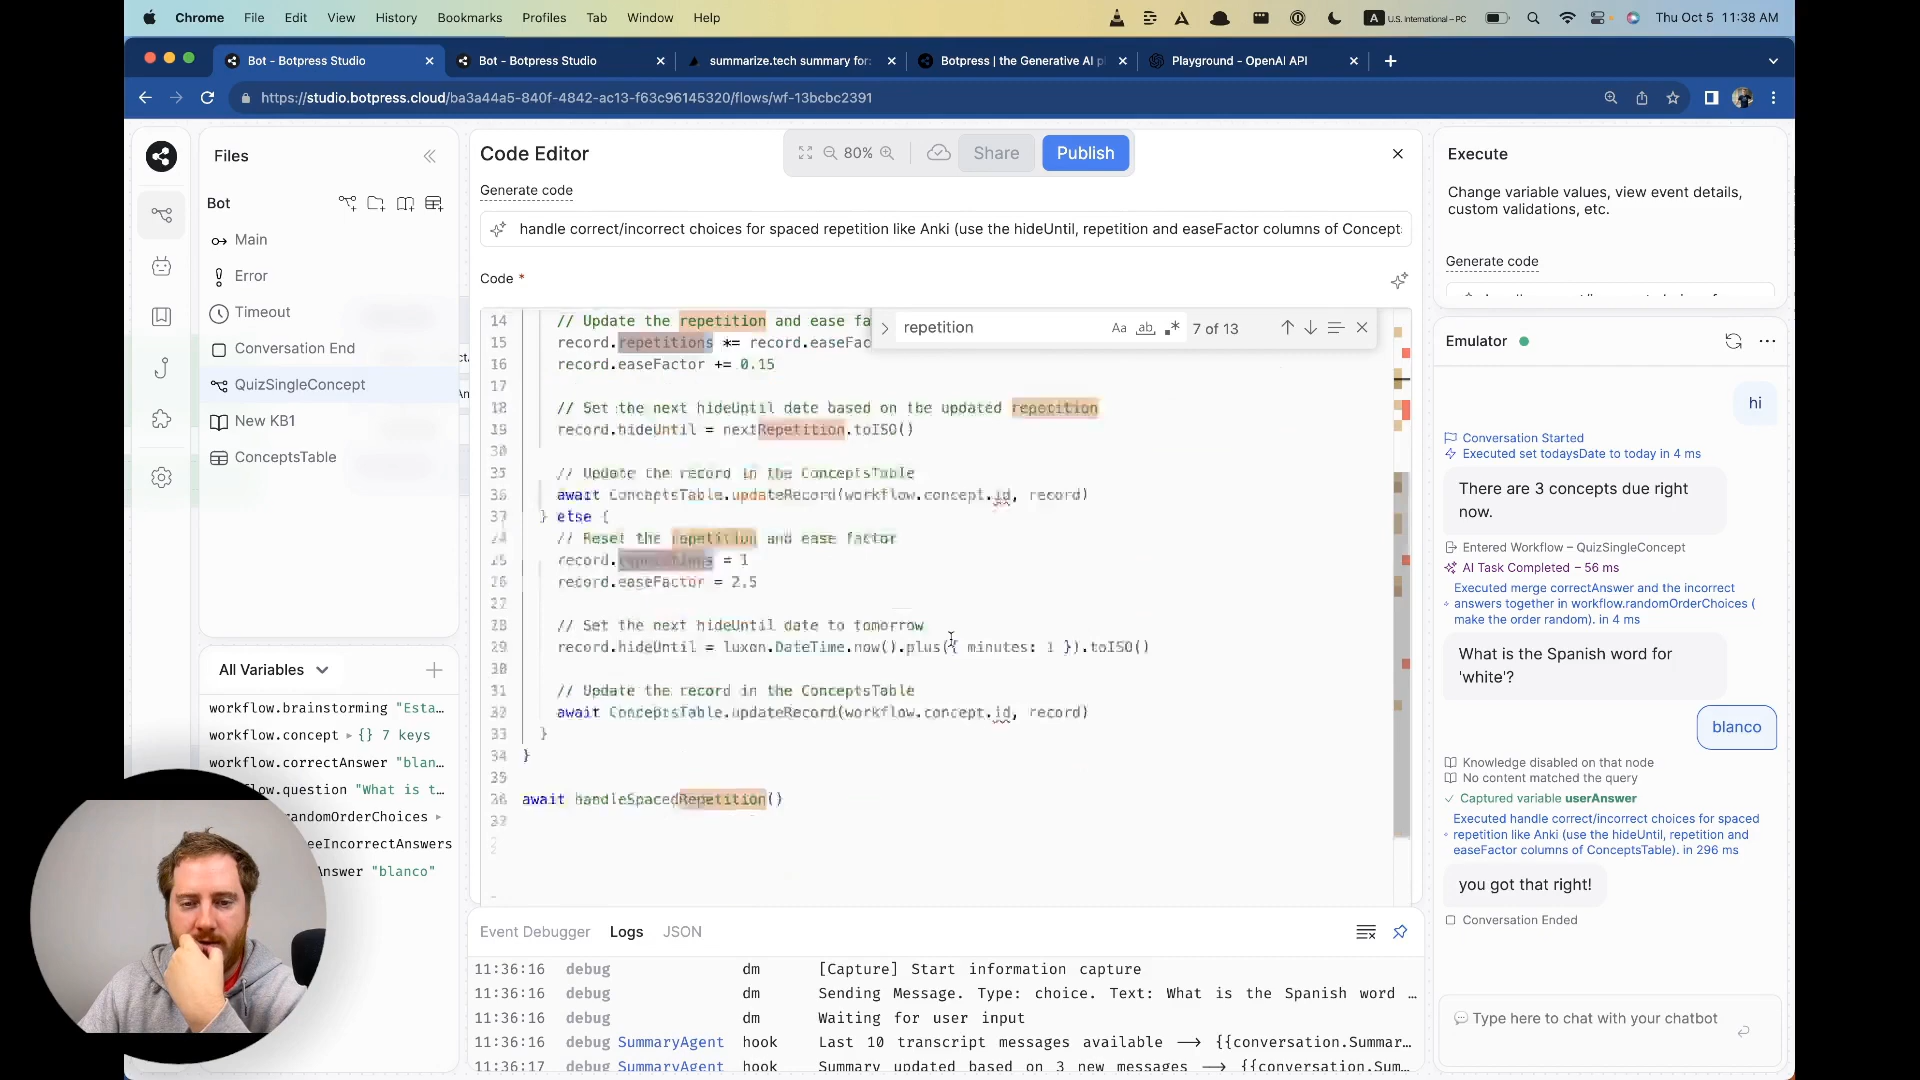 Chrome File Edit View History Bookmarks Profiles Tab Window Help
A U.S. International – PC Thu Oct 5 11:38 AM
Bot - Botpress Studio
Bot - Botpress Studio
summarize.tech summary for:
Botpress | the Generative AI pl
Playground - OpenAI API
https://studio.botpress.cloud/ba3a44a5-840f-4842-ac13-f63c96145320/flows/wf-13bcbc2391
Files
Bot
Main
Error
Timeout
Conversation End
QuizSingleConcept
New KB1
ConceptsTable
All Variables
workflow.brainstorming "Esta…
workflow.concept {} 7 keys
workflow.correctAnswer "blan…
flow.question "What is t…
andomOrderChoices
eeIncorrectAnswers
Answer "blanco"
Code Editor
80%
Share
Publish
Generate code
handle correct/incorrect choices for spaced repetition like Anki (use the hideUntil, repetition and easeFactor columns of Concept
Code *
repetition
Aa ab 7 of 13
14 // Update the repetition and ease fa
15 record.repetitions *= record.easeFac
16 record.easeFactor += 0.15
17
18 // Set the next hideUntil date based on the updated repetition
record.hideUntil = nextRepetition.toISO()
// Update the record in the ConceptsTable
await ConceptsTable.updateRecord(workflow.concept.id, record)
} else {
// Reset the repetition and ease factor
record.repetitions = 1
record.easeFactor = 2.5
27
28 // Set the next hideUntil date to tomorrow
29 record.hideUntil = luxon.DateTime.now().plus({ minutes: 1 }).toISO()
30
31 // Update the record in the ConceptsTable
32 await ConceptsTable.updateRecord(workflow.concept.id, record)
33 }
34 }
await handleSpacedRepetition()
Event Debugger Logs JSON
11:36:16 debug dm [Capture] Start information capture
11:36:16 debug dm Sending Message. Type: choice. Text: What is the Spanish word …
11:36:16 debug dm Waiting for user input
11:36:16 debug SummaryAgent hook Last 10 transcript messages available –> {{conversation.Summar…
11:36:17 debug SummaryAgent hook Summary updated based on 3 new messages –> {{conversation.Sum…
Execute
Change variable values, view event details,
custom validations, etc.
Generate code
Emulator
hi
Conversation Started
Executed set todaysDate to today in 4 ms
There are 3 concepts due right
now.
Entered Workflow – QuizSingleConcept
AI Task Completed – 56 ms
Executed merge correctAnswer and the incorrect
answers together in workflow.randomOrderChoices (
make the order random). in 4 ms
What is the Spanish word for
'white'?
blanco
Knowledge disabled on that node
No content matched the query
Captured variable userAnswer
Executed handle correct/incorrect choices for spaced
repetition like Anki (use the hideUntil, repetition and
easeFactor columns of ConceptsTable). in 296 ms
you got that right!
Conversation Ended
Type here to chat with your chatbot